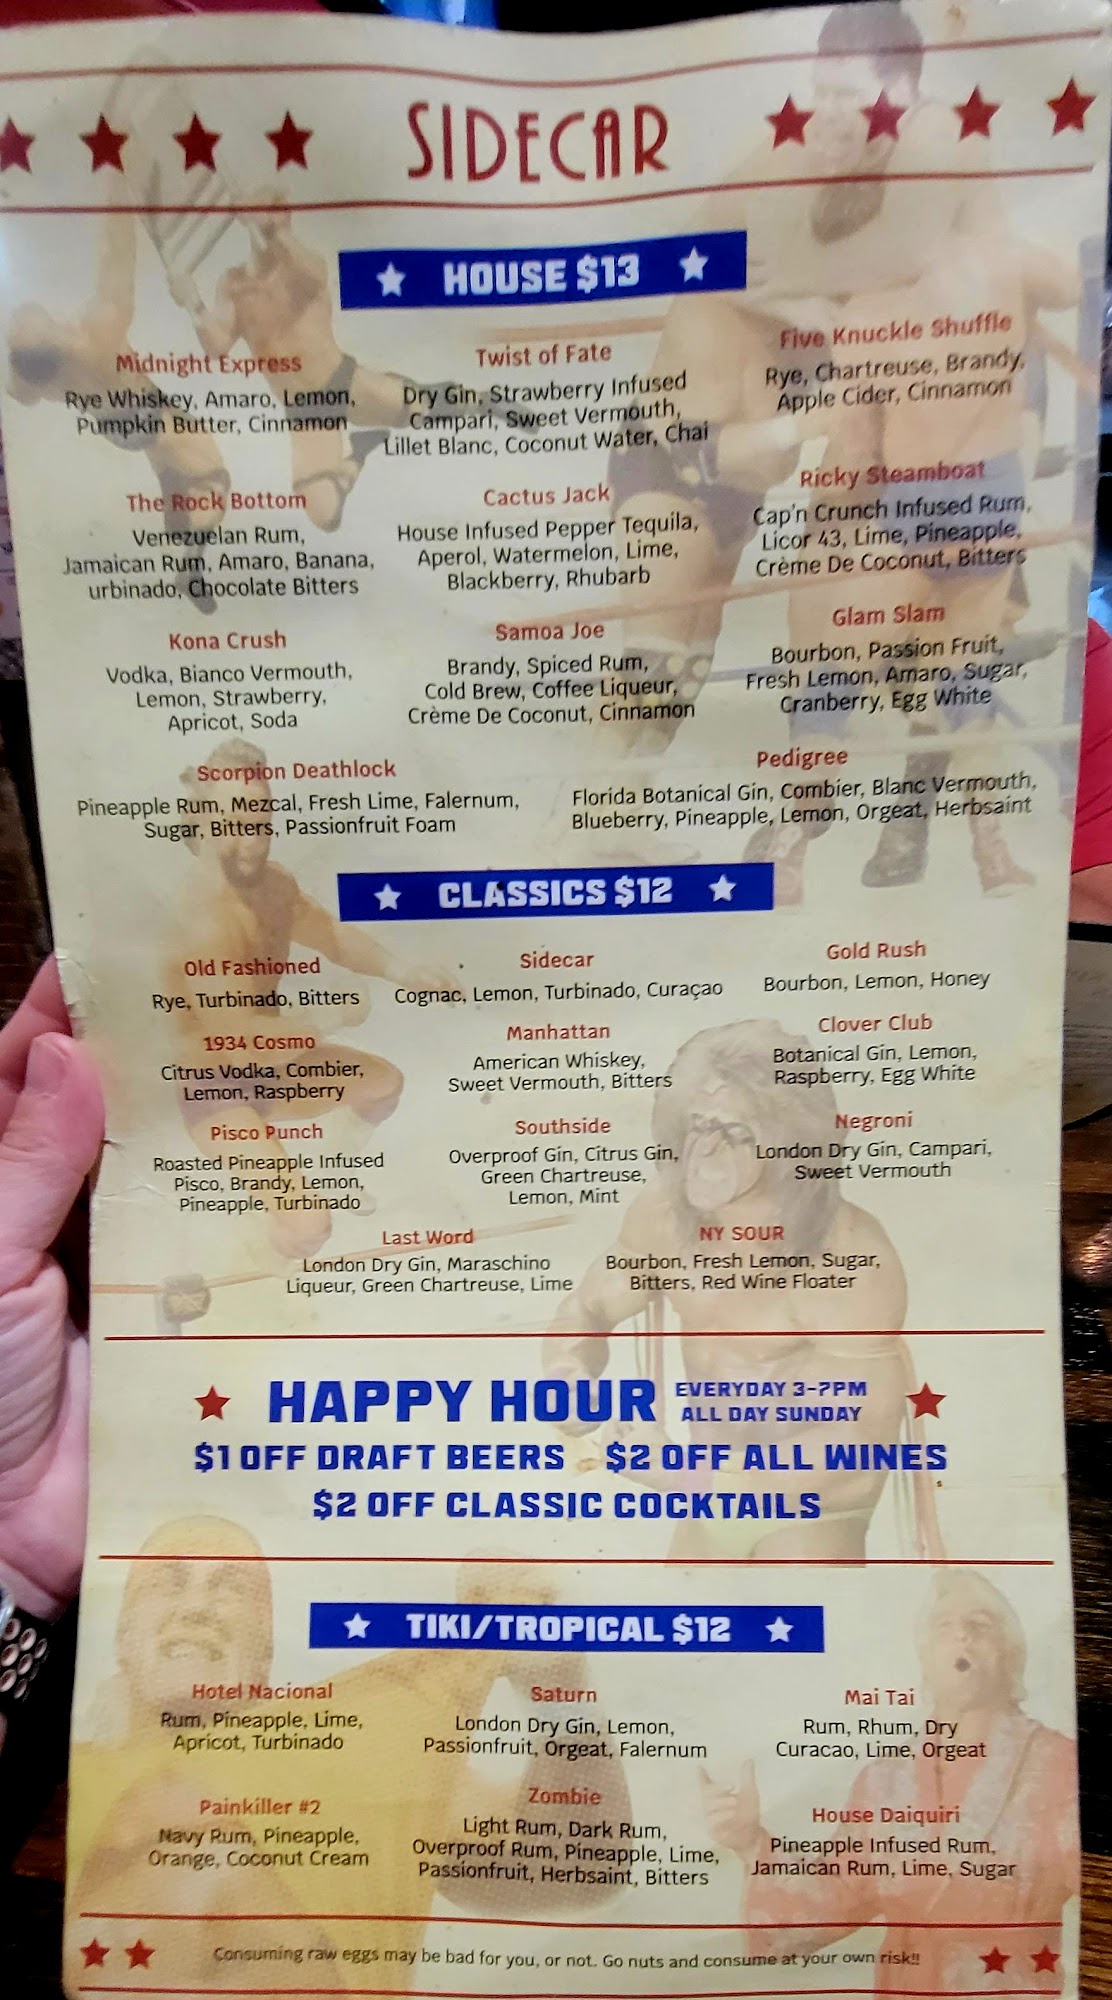 SIDECAR
HOUSE $13
Midnight Express
Rye Whiskey, Amaro, Lemon,
Pumpkin Butter, Cinnamon
Twist of Fate
Dry Gin, Strawberry Infused
Campari, Sweet Vermouth,
Lillet Blanc, Coconut Water, Chai
Five Knuckle Shuffle
Rye, Chartreuse, Brandy,
Apple Cider, Cinnamon
The Rock Bottom
Venezuelan Rum,
Jamaican Rum, Amaro, Banana,
urbinado, Chocolate Bitters
Cactus Jack
House Infused Pepper Tequila,
Aperol, Watermelon, Lime,
Blackberry, Rhubarb
Ricky Steamboat
Cap'n Crunch Infused Rum,
Licor 43, Lime, Pineapple,
Crème De Coconut, Bitters
Kona Crush
Vodka, Bianco Vermouth,
Lemon, Strawberry,
Apricot, Soda
Samoa Joe
Brandy, Spiced Rum,
Cold Brew, Coffee Liqueur,
Crème De Coconut, Cinnamon
Glam Slam
Bourbon, Passion Fruit,
Fresh Lemon, Amaro, Sugar,
Cranberry, Egg White
Scorpion Deathlock
Pineapple Rum, Mezcal, Fresh Lime, Falernum,
Sugar, Bitters, Passionfruit Foam
Pedigree
Florida Botanical Gin, Combier, Blanc Vermouth,
Blueberry, Pineapple, Lemon, Orgeat, Herbsaint
CLASSICS $12
Old Fashioned
Rye, Turbinado, Bitters
Sidecar
Cognac, Lemon, Turbinado, Curaçao
Gold Rush
Bourbon, Lemon, Honey
1934 Cosmo
Citrus Vodka, Combier,
Lemon, Raspberry
Manhattan
American Whiskey,
Sweet Vermouth, Bitters
Clover Club
Botanical Gin, Lemon,
Raspberry, Egg White
Pisco Punch
Roasted Pineapple Infused
Pisco, Brandy, Lemon,
Pineapple, Turbinado
Southside
Overproof Gin, Citrus Gin,
Green Chartreuse,
Lemon, Mint
Negroni
London Dry Gin, Campari,
Sweet Vermouth
Last Word
London Dry Gin, Maraschino
Liqueur, Green Chartreuse, Lime
NY SOUR
Bourbon, Fresh Lemon, Sugar,
Bitters, Red Wine Floater
HAPPY HOUR EVERYDAY 3-7PM
ALL DAY SUNDAY
$1 OFF DRAFT BEERS $2 OFF ALL WINES
$2 OFF CLASSIC COCKTAILS
TIKI/TROPICAL $12
Hotel Nacional
Rum, Pineapple, Lime,
Apricot, Turbinado
Saturn
London Dry Gin, Lemon,
Passionfruit, Orgeat, Falernum
Mai Tai
Rum, Rhum, Dry
Curacao, Lime, Orgeat
Painkiller #2
Navy Rum, Pineapple,
Orange, Coconut Cream
Zombie
Light Rum, Dark Rum,
Overproof Rum, Pineapple, Lime,
Passionfruit, Herbsaint, Bitters
House Daiquiri
Pineapple Infused Rum,
Jamaican Rum, Lime, Sugar
Consuming raw eggs may be bad for you, or not. Go nuts and consume at your own risk!!